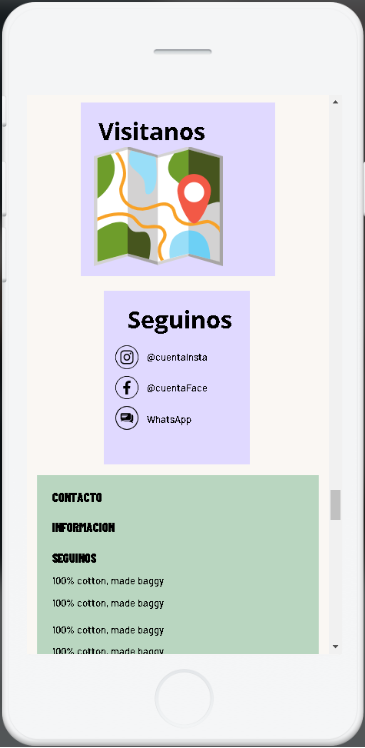 Visitanos
Seguinos
@cuentaInsta
@cuentaFace
WhatsApp
CONTACTO
INFORMACION
SEGUINOS
100% cotton, made baggy
100% cotton, made baggy
100% cotton, made baggy
100% cotton, made baggy